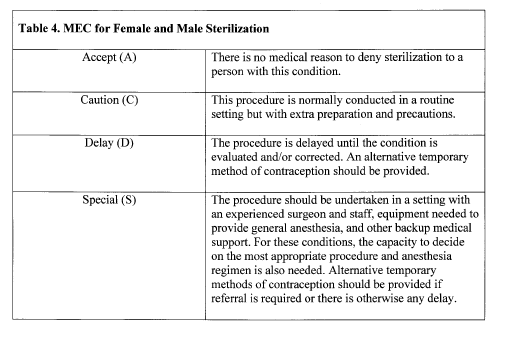 Table 4. MEC for Female and Male Sterilization
Accept (A)
There is no medical reason to deny sterilization to a
person with this condition.
Caution (C)
This procedure is normally conducted in a routine
setting but with extra preparation and precautions.
Delay (D)
The procedure is delayed until the condition is
evaluated and/or corrected. An alternative temporary
method of contraception should be provided.
Special (S)
The procedure should be undertaken in a setting with
an experienced surgeon and staff, equipment needed to
provide general anesthesia, and other backup medical
support. For these conditions, the capacity to decide
on the most appropriate procedure and anesthesia
regimen is also needed. Alternative temporary
methods of contraception should be provided if
referral is required or there is otherwise any delay.